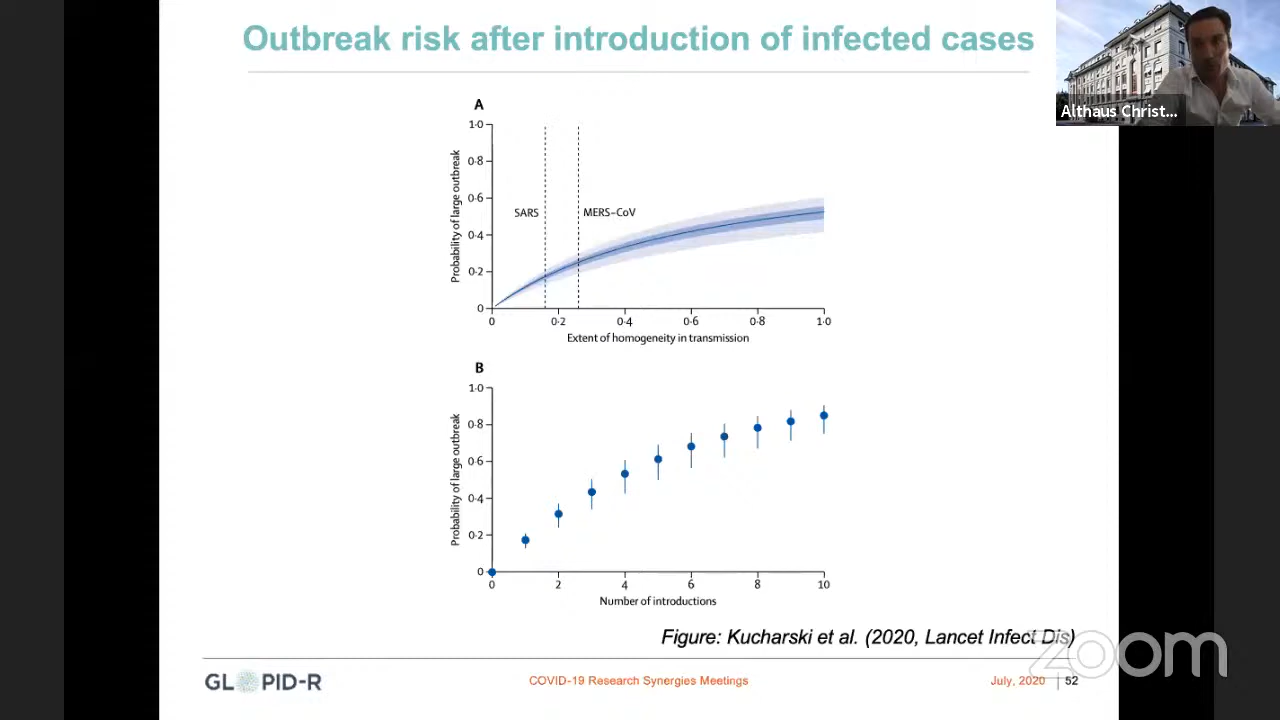 Outbreak risk after introduction of infected cases
Althaus Christ...
A
1·0
0·8
0·6
0·4
0·2
0
Probability of large outbreak
SARS
MERS–CoV
0 0·2 0·4 0·6 0·8 1·0
Extent of homogeneity in transmission
B
1·0
0·8
0·6
0·4
0·2
0
Probability of large outbreak
0 2 4 6 8 10
Number of introductions
Figure: Kucharski et al. (2020, Lancet Infect Dis)
zoom
GLOPID-R
COVID-19 Research Synergies Meetings
July, 2020 52